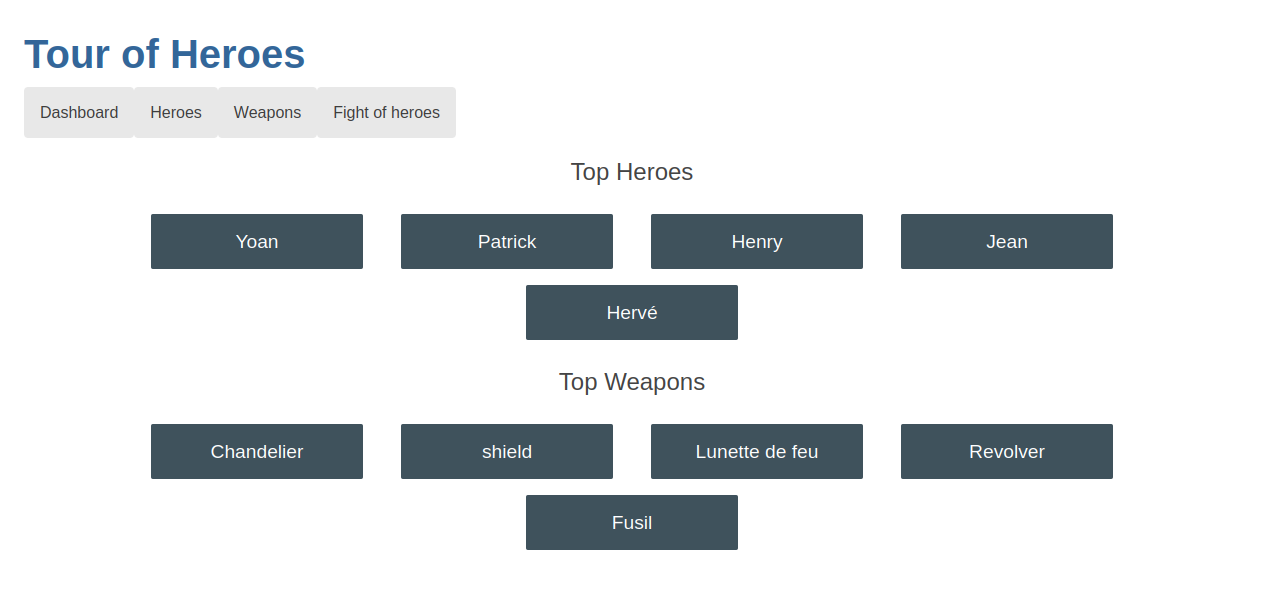 Tour of Heroes
Dashboard Heroes Weapons Fight of heroes
Top Heroes
Yoan Patrick Henry Jean
Hervé
Top Weapons
Chandelier shield Lunette de feu Revolver
Fusil